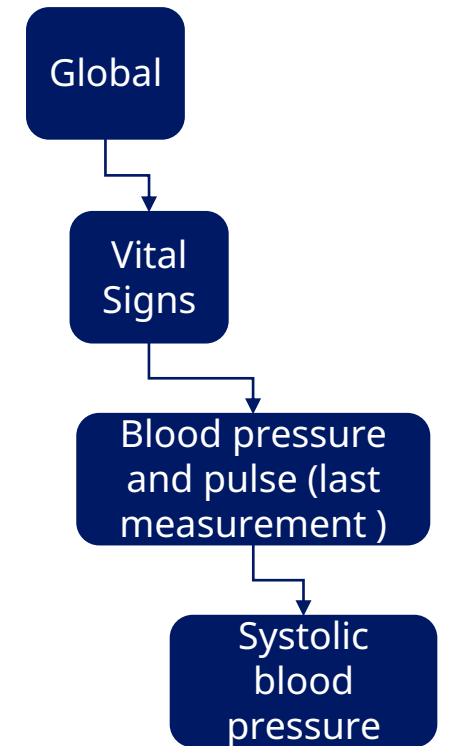 Global
Vital
Signs
Blood pressure
and pulse (last
measurement )
Systolic
blood
pressure